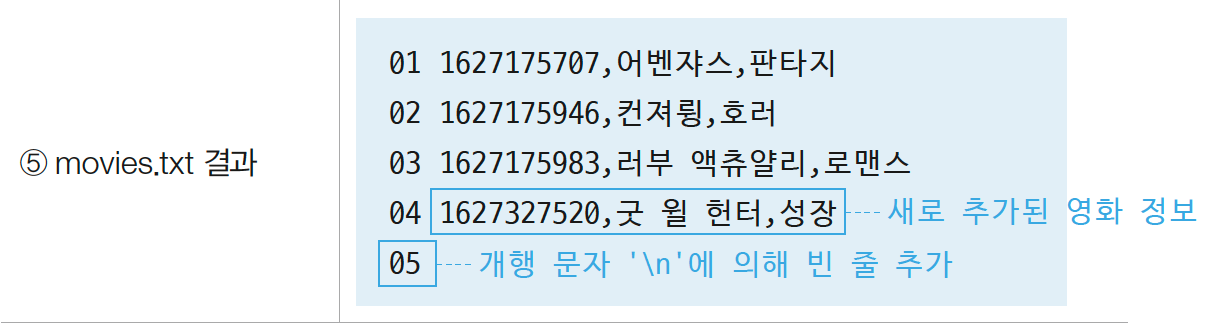 ⑤ movies.txt 결과
01 1627175707,어벤쟈스,판타지
02 1627175946,컨져륑,호러
03 1627175983,러부 액츄얄리,로맨스
04 1627327520,굿 윌 헌터,성장 새로 추가된 영화 정보
05 개행 문자 '\n'에 의해 빈 줄 추가